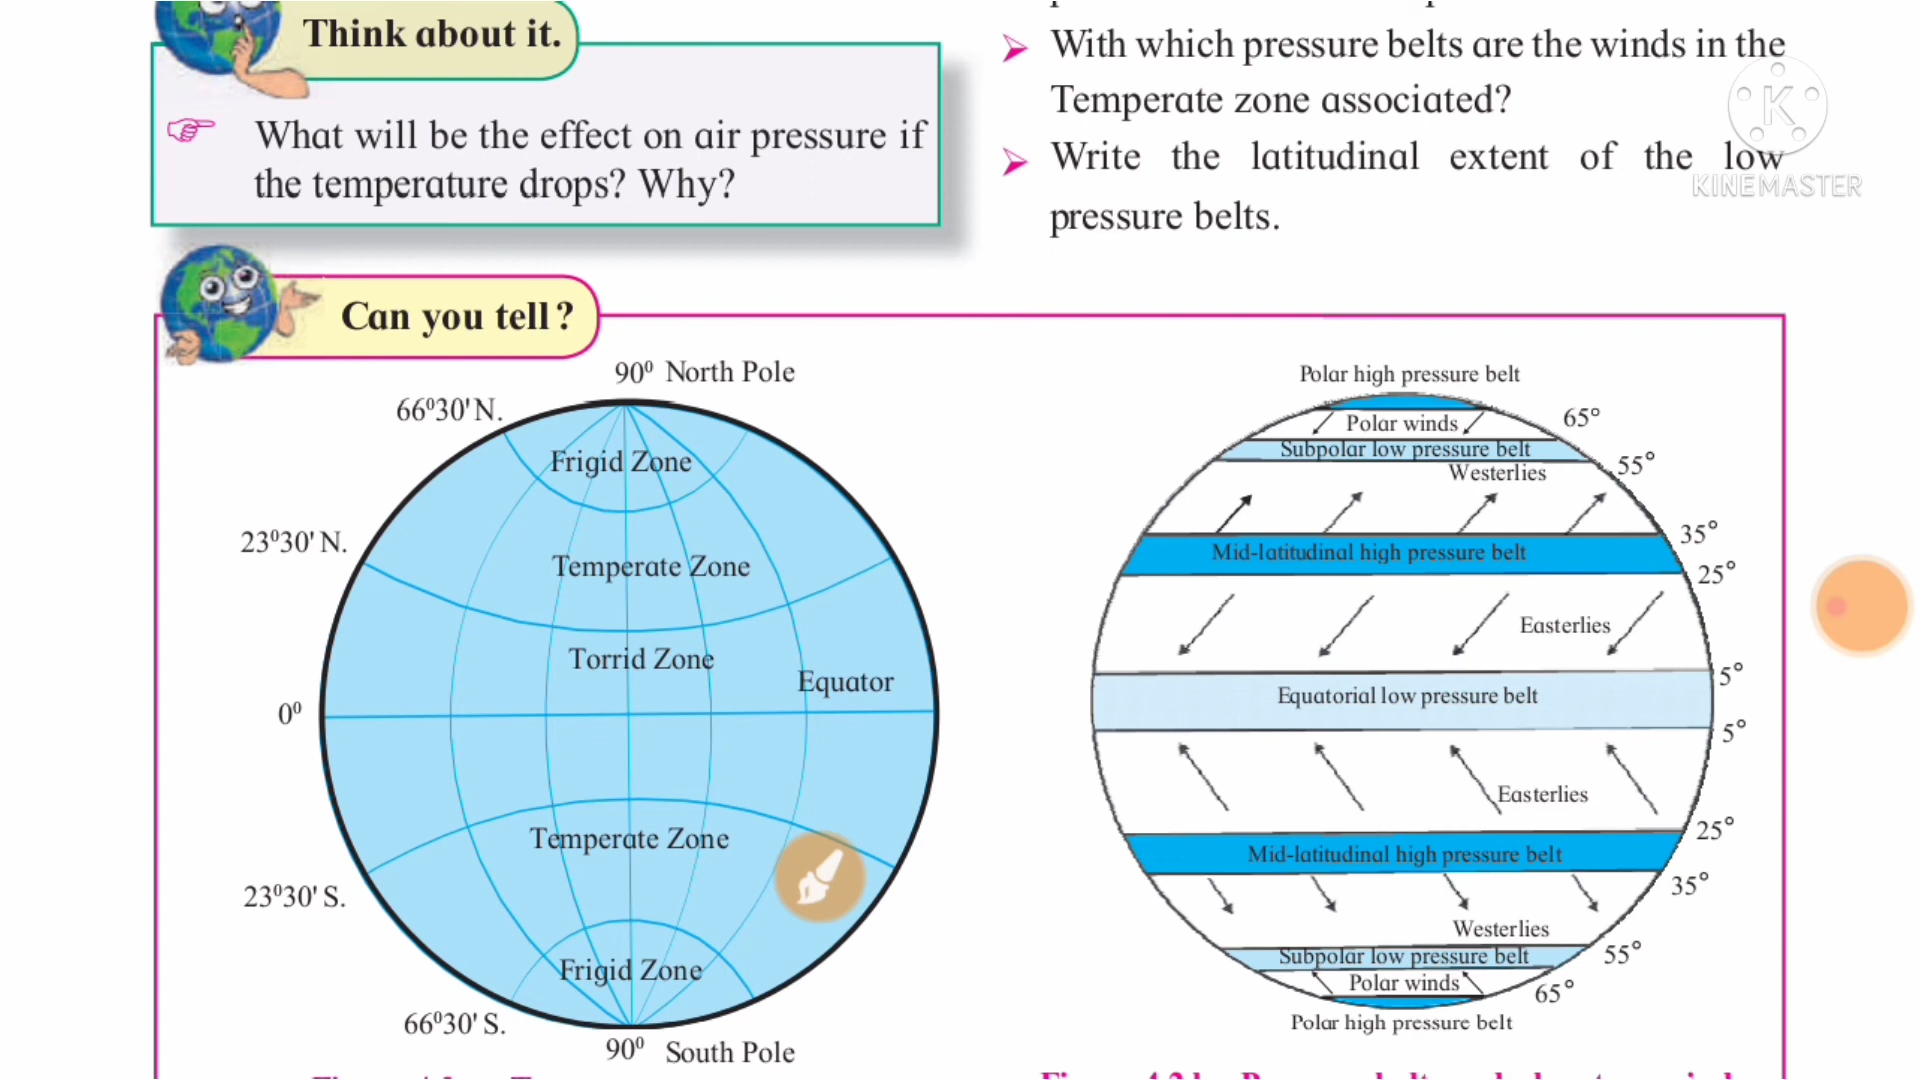 Think about it.
What will be the effect on air pressure if
the temperature drops? Why?
With which pressure belts are the winds in the
Temperate zone associated?
Write the latitudinal extent of the low
pressure belts.
KINEMASTER
Can you tell?
90⁰ North Pole
66⁰30' N.
Frigid Zone
23⁰30' N.
Temperate Zone
Torrid Zone
Equator
0⁰
Temperate Zone
23⁰30' S.
Frigid Zone
66⁰30' S.
90⁰ South Pole
Polar high pressure belt
65°
Polar winds
Subpolar low pressure belt
55°
Westerlies
35°
Mid-latitudinal high pressure belt
25°
Easterlies
5°
Equatorial low pressure belt
5°
Easterlies
25°
Mid-latitudinal high pressure belt
35°
Westerlies
55°
Subpolar low pressure belt
Polar winds
65°
Polar high pressure belt